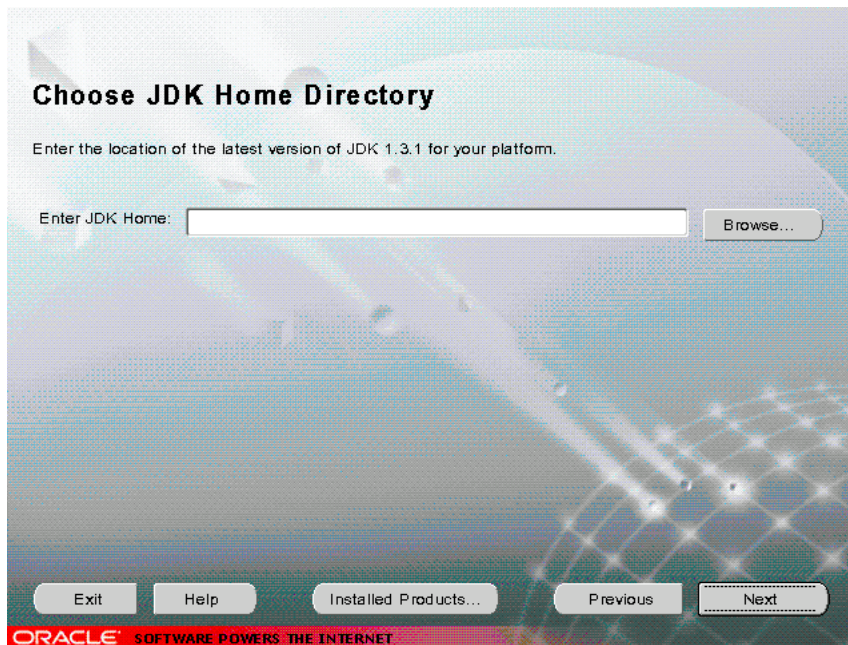 Choose JDK Home Directory
Enter the location of the latest version of JDK 1.3.1 for your platform.
Enter JDK Home:
Browse...
Exit
Help
Installed Products...
Previous
Next
ORACLE® SOFTWARE POWERS THE INTERNET